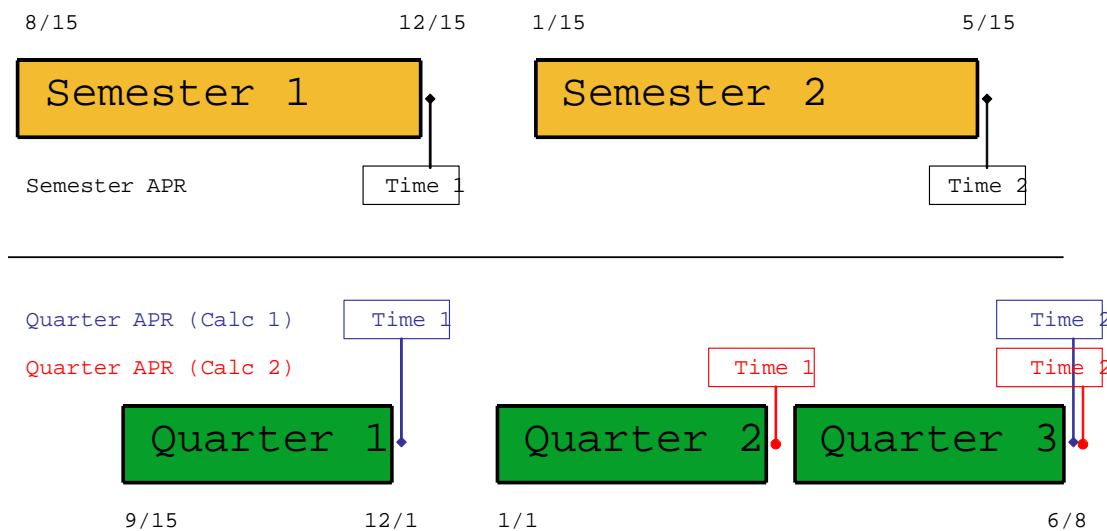 8/15 12/15 1/15 5/15
Semester 1 Semester 2
Semester APR Time 1 Time 2
Quarter APR (Calc 1) Time 1 Time 2
Quarter APR (Calc 2) Time 1 Time 2
Quarter 1 Quarter 2 Quarter 3
9/15 12/1 1/1 6/8